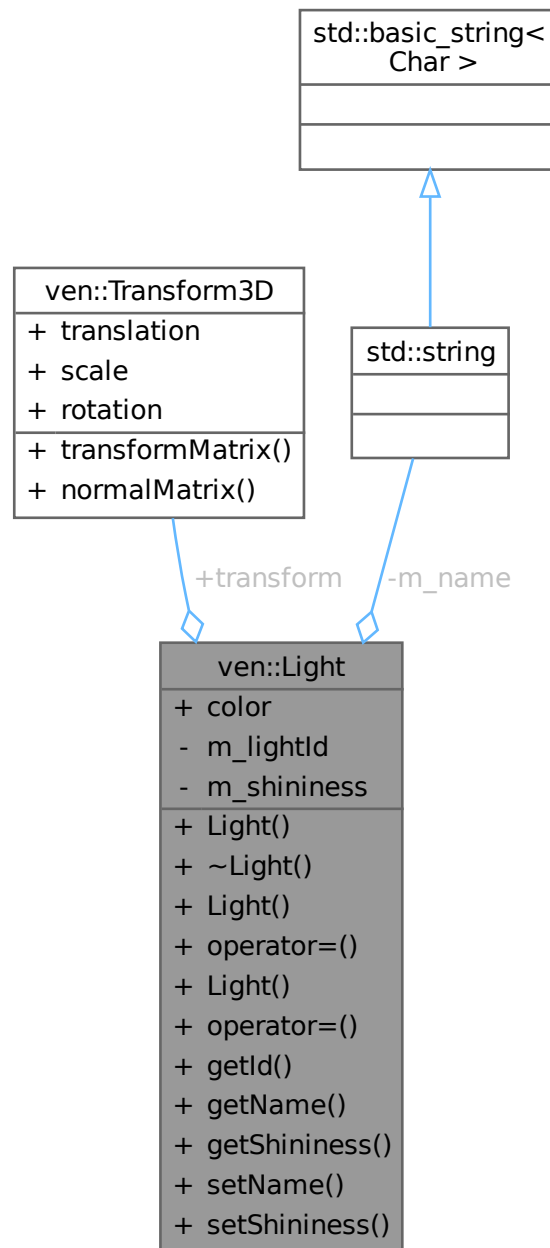 std::basic_string<
Char >
ven::Transform3D
+ translation
+ scale
+ rotation
+ transformMatrix()
+ normalMatrix()
std::string
+transform
-m_name
ven::Light
+ color
- m_lightId
- m_shininess
+ Light()
+ ~Light()
+ Light()
+ operator=()
+ Light()
+ operator=()
+ getId()
+ getName()
+ getShininess()
+ setName()
+ setShininess()